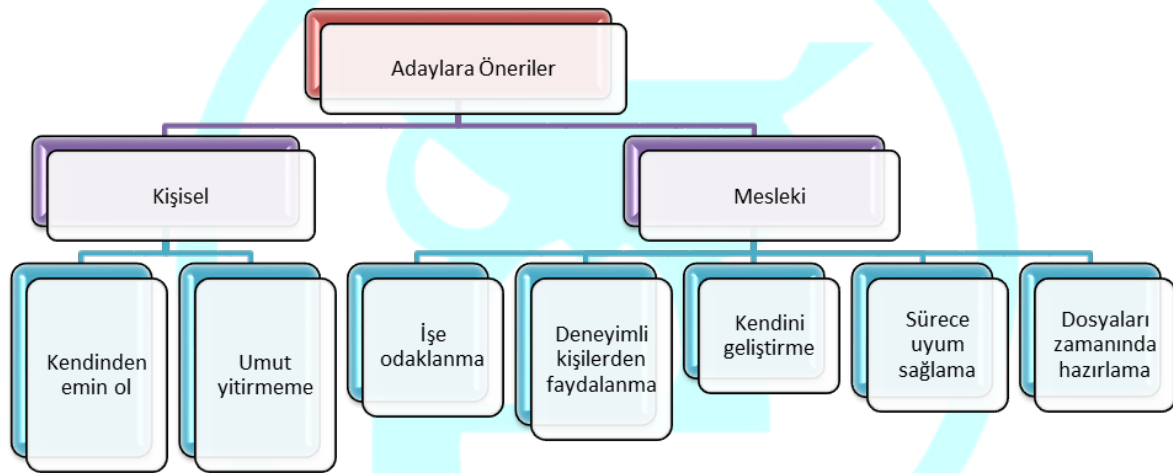 Adaylara Öneriler
Kişisel
Mesleki
Kendinden
emin ol
Umut
yitirmeme
İşe
odaklanma
Deneyimli
kişilerden
faydalanma
Kendini
geliştirme
Sürece
uyum
sağlama
Dosyaları
zamanında
hazırlama